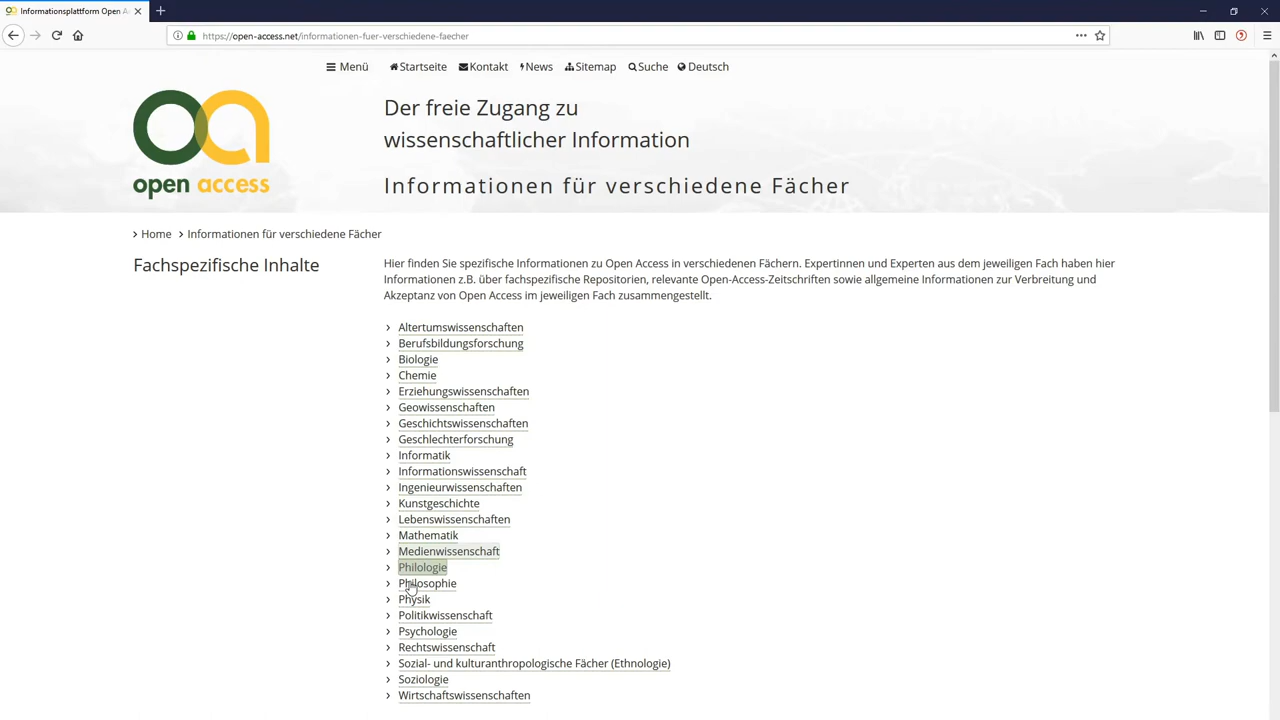 Informationsplattform Open A
https://open-access.net/informationen-fuer-verschiedene-faecher
Menü Startseite Kontakt News Sitemap Suche Deutsch
open access
Der freie Zugang zu
wissenschaftlicher Information
Informationen für verschiedene Fächer
Home Informationen für verschiedene Fächer
Fachspezifische Inhalte
Hier finden Sie spezifische Informationen zu Open Access in verschiedenen Fächern. Expertinnen und Experten aus dem jeweiligen Fach haben hier
Informationen z.B. über fachspezifische Repositorien, relevante Open-Access-Zeitschriften sowie allgemeine Informationen zur Verbreitung und
Akzeptanz von Open Access im jeweiligen Fach zusammengestellt.
Altertumswissenschaften
Berufsbildungsforschung
Biologie
Chemie
Erziehungswissenschaften
Geowissenschaften
Geschichtswissenschaften
Geschlechterforschung
Informatik
Informationswissenschaft
Ingenieurwissenschaften
Kunstgeschichte
Lebenswissenschaften
Mathematik
Medienwissenschaft
Philologie
Philosophie
Physik
Politikwissenschaft
Psychologie
Rechtswissenschaft
Sozial- und kulturanthropologische Fächer (Ethnologie)
Soziologie
Wirtschaftswissenschaften